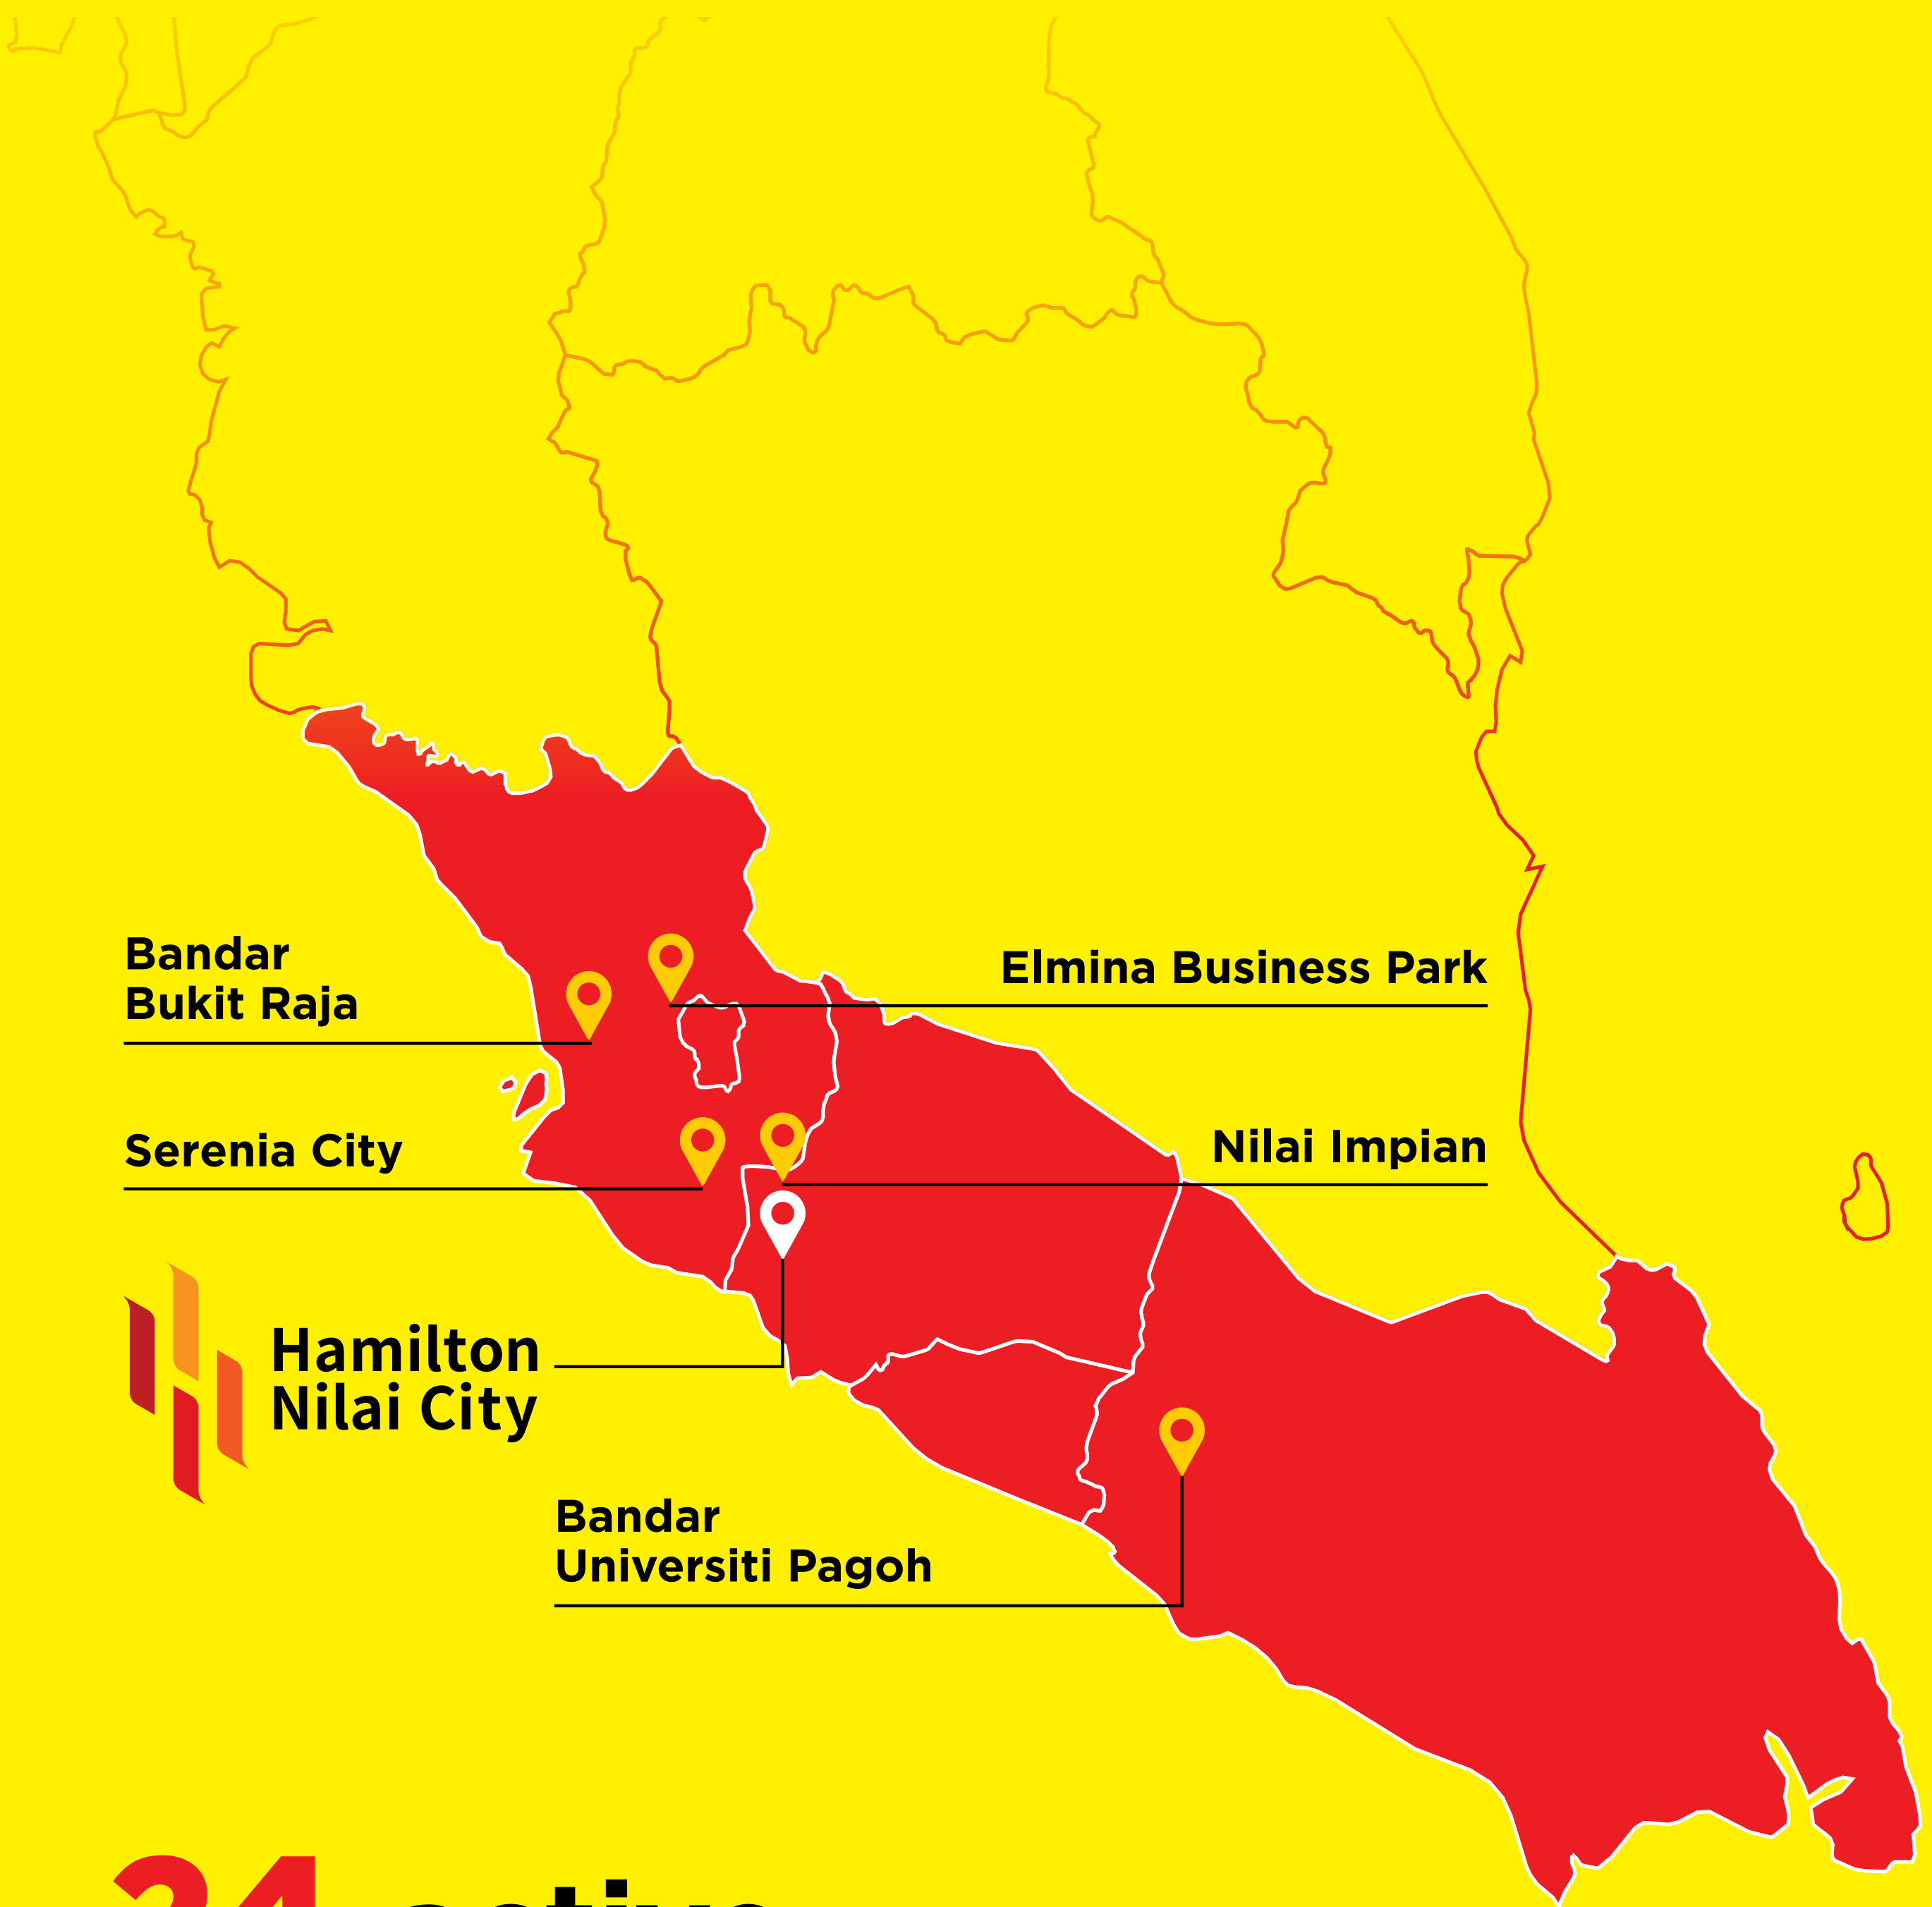 Bandar
Bukit Raja
Elmina Business Park
Serenia City
Nilai Impian
Hamilton
Nilai City
Bandar
Universiti Pagoh